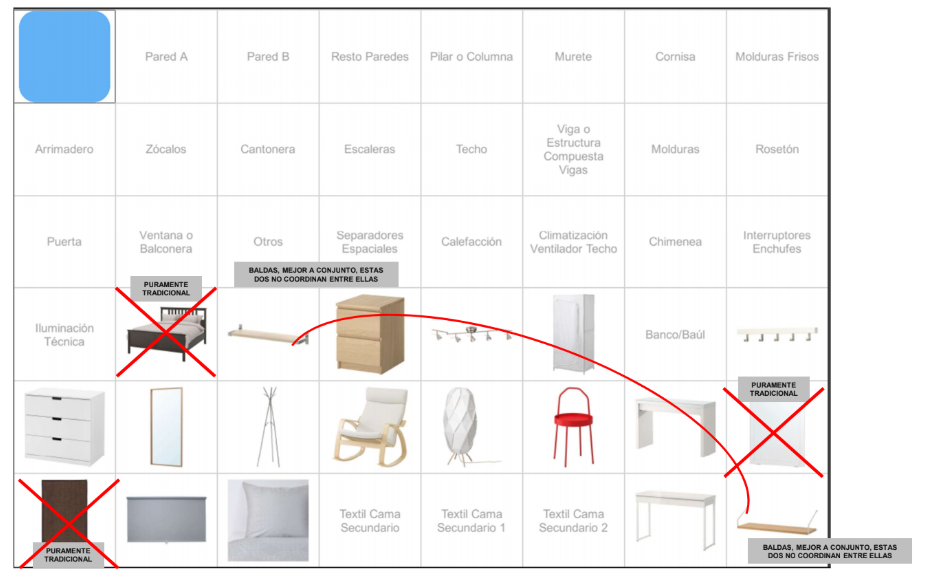 Pared A
Pared B
Resto Paredes
Pilar o Columna
Murete
Cornisa
Molduras Frisos
Arrimadero
Zócalos
Cantonera
Escaleras
Techo
Viga o
Estructura
Compuesta
Vigas
Molduras
Rosetón
Puerta
Ventana o
Balconera
Otros
Separadores
Espaciales
Calefacción
Climatización
Ventilador Techo
Chimenea
Interruptores
Enchufes
PURAMENTE
TRADICIONAL
BALDAS, MEJOR A CONJUNTO, ESTAS
DOS NO COORDINAN ENTRE ELLAS
Iluminación
Técnica
Banco/Baúl
PURAMENTE
TRADICIONAL
Textil Cama
Secundario
Textil Cama
Secundario 1
Textil Cama
Secundario 2
PURAMENTE
TRADICIONAL
BALDAS, MEJOR A CONJUNTO, ESTAS
DOS NO COORDINAN ENTRE ELLAS